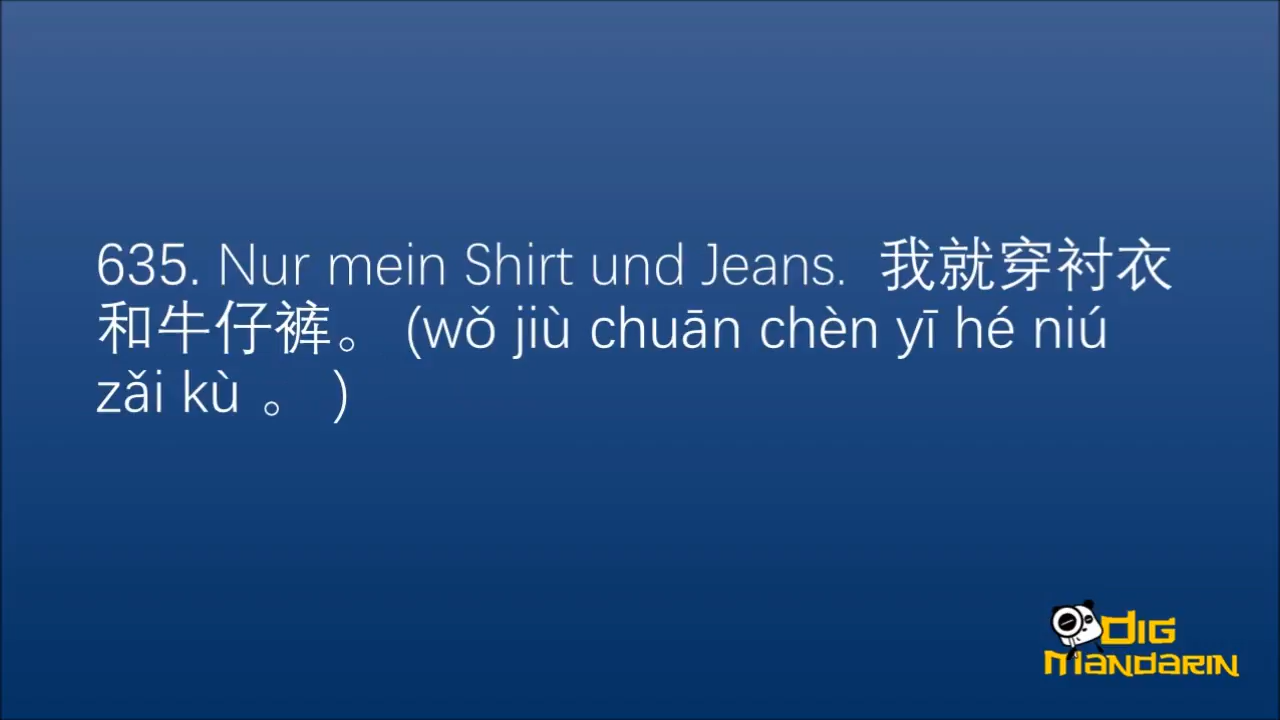 635. Nur mein Shirt und Jeans. 我就穿衬衣
和牛仔裤。 (wǒ jiù chuān chèn yī hé niú
zǎi kù 。 )
DIG
MANDARIN